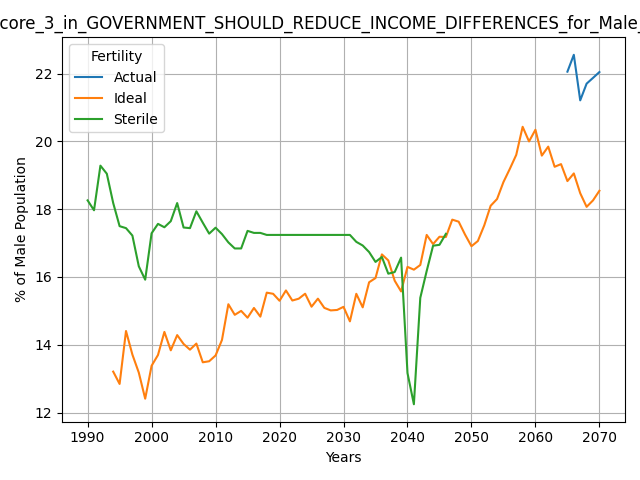 core_3_in_GOVERNMENT_SHOULD_REDUCE_INCOME_DIFFERENCES_for_Male_
Fertility
Actual
Ideal
Sterile
% of Male Population
22
20
18
16
14
12
1990 2000 2010 2020 2030 2040 2050 2060 2070
Years